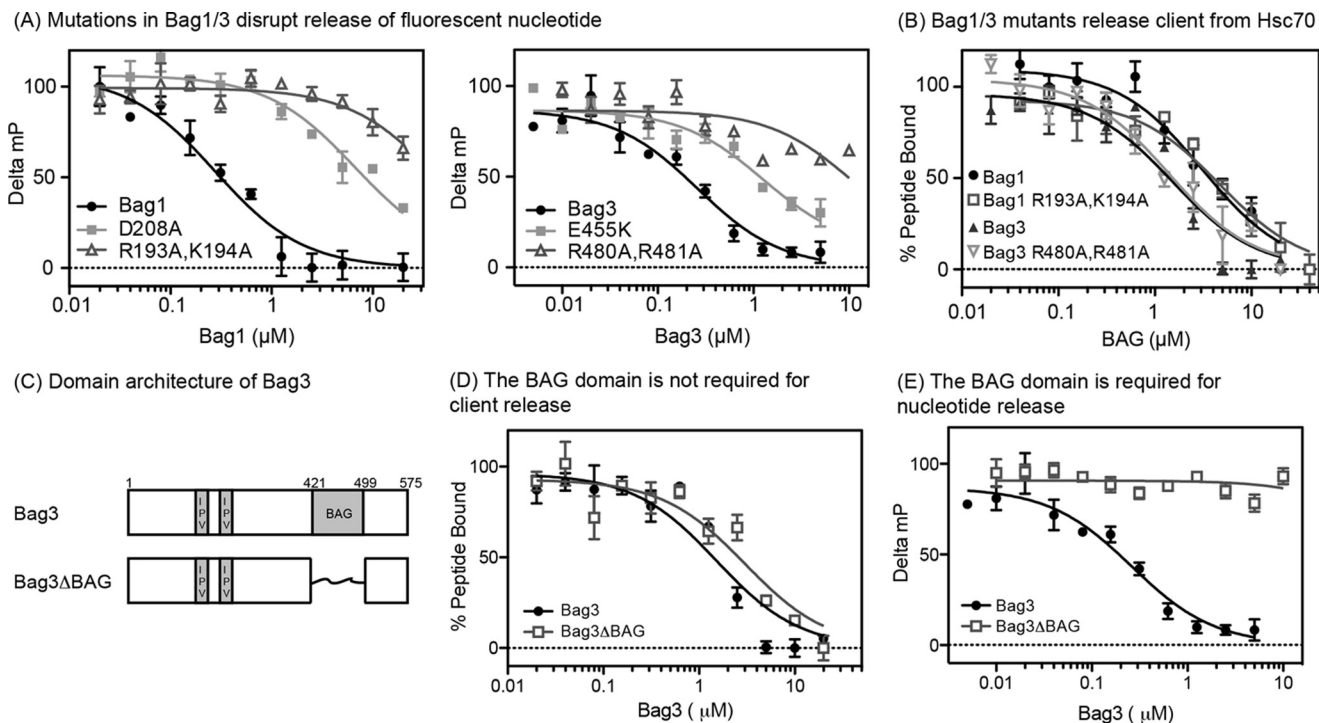 (A) Mutations in Bag1/3 disrupt release of fluorescent nucleotide
Delta mP
100
50
0
Bag1
D208A
R193A,K194A
0.01
0.1
1
10
Bag1 (µM)
Delta mP
100
50
0
Bag3
E455K
R480A,R481A
0.01
0.1
1
10
Bag3 (µM)
(B) Bag1/3 mutants release client from Hsc70
% Peptide Bound
100
50
0
Bag1
Bag1 R193A,K194A
Bag3
Bag3 R480A,R481A
0.01
0.1
1
10
BAG (µM)
(C) Domain architecture of Bag3
1
421
499
575
Bag3
IPV
IPV
BAG
Bag3ΔBAG
IPV
IPV
(D) The BAG domain is not required for
client release
% Peptide Bound
100
50
0
Bag3
Bag3ΔBAG
0.01
0.1
1
10
Bag3 ( μM)
(E) The BAG domain is required for
nucleotide release
Delta mP
100
50
0
Bag3
Bag3ΔBAG
0.01
0.1
1
10
Bag3 ( μM)